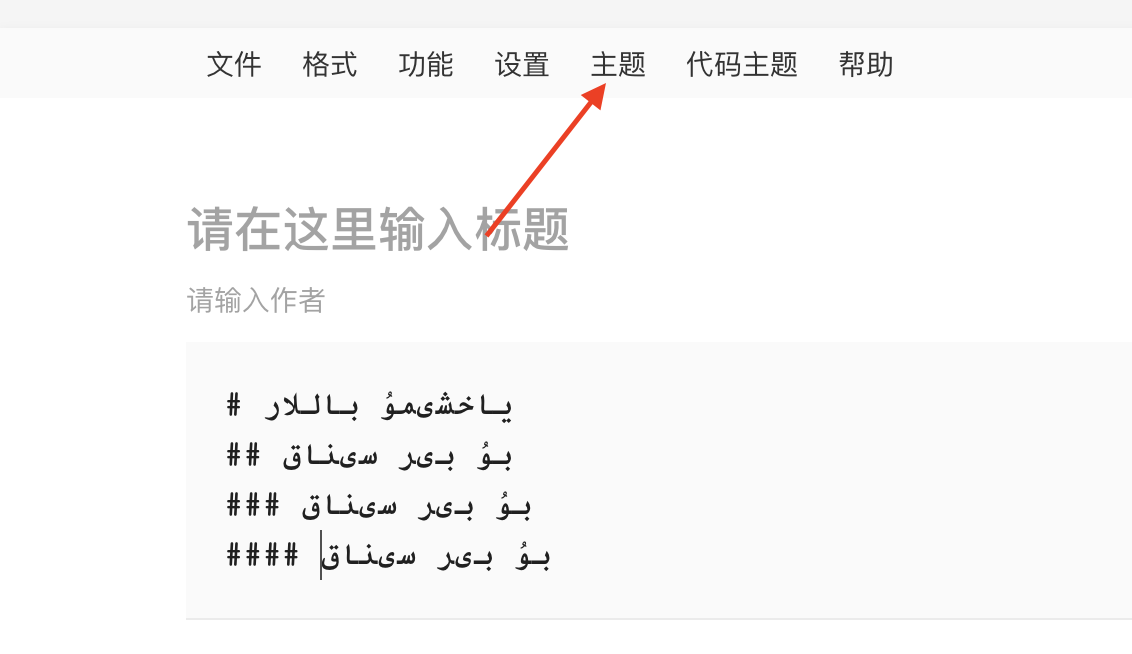 文件 格式 功能 设置 主题 代码主题 帮助
请在这里输入标题
请输入作者
# ياخشىمۇ باللار
## بۇ بىر سىناق
### بۇ بىر سىناق
#### بۇ بىر سىناق